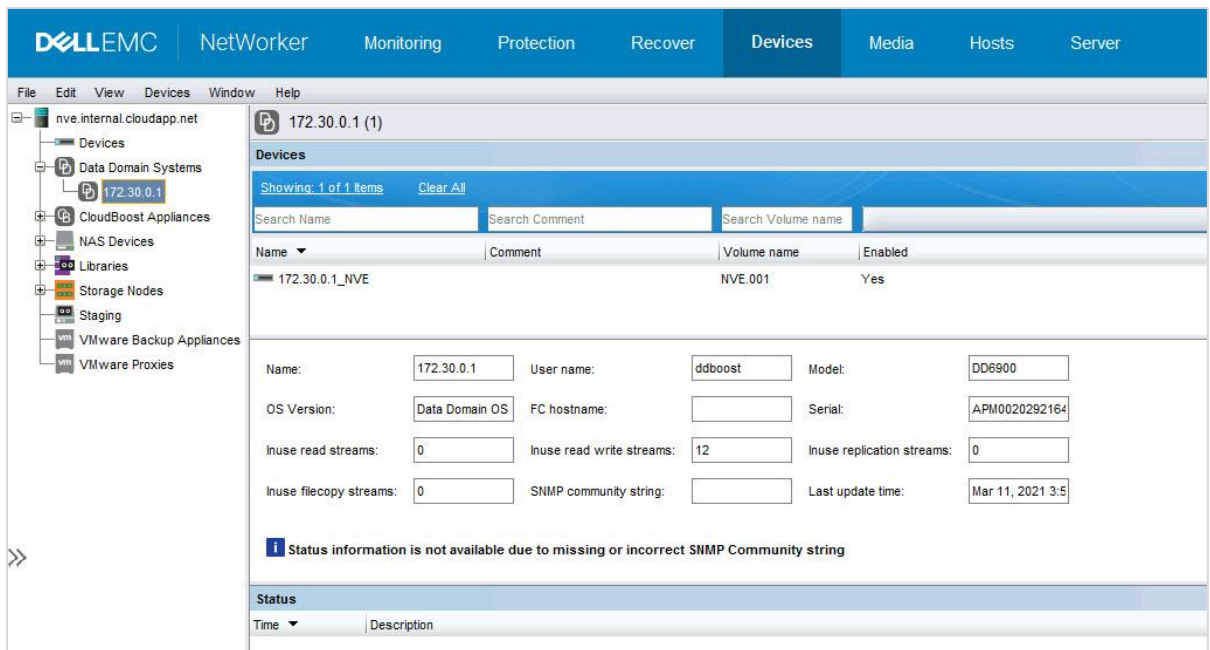 DELLEMC NetWorker Monitoring Protection Recover Devices Media Hosts Server
File Edit View Devices Window Help
nve.internal.cloudapp.net
Devices
Data Domain Systems
172.30.0.1
CloudBoost Appliances
NAS Devices
Libraries
Storage Nodes
Staging
VMware Backup Appliances
VMware Proxies
172.30.0.1 (1)
Devices
Showing: 1 of 1 Items Clear All
Search Name Search Comment Search Volume name
Name Comment Volume name Enabled
172.30.0.1_NVE NVE.001 Yes
Name: 172.30.0.1 User name: ddboost Model: DD6900
OS Version: Data Domain OS FC hostname: Serial: APM0020292164
Inuse read streams: 0 Inuse read write streams: 12 Inuse replication streams: 0
Inuse filecopy streams: 0 SNMP community string: Last update time: Mar 11, 2021 3:5
Status information is not available due to missing or incorrect SNMP Community string
Status
Time Description